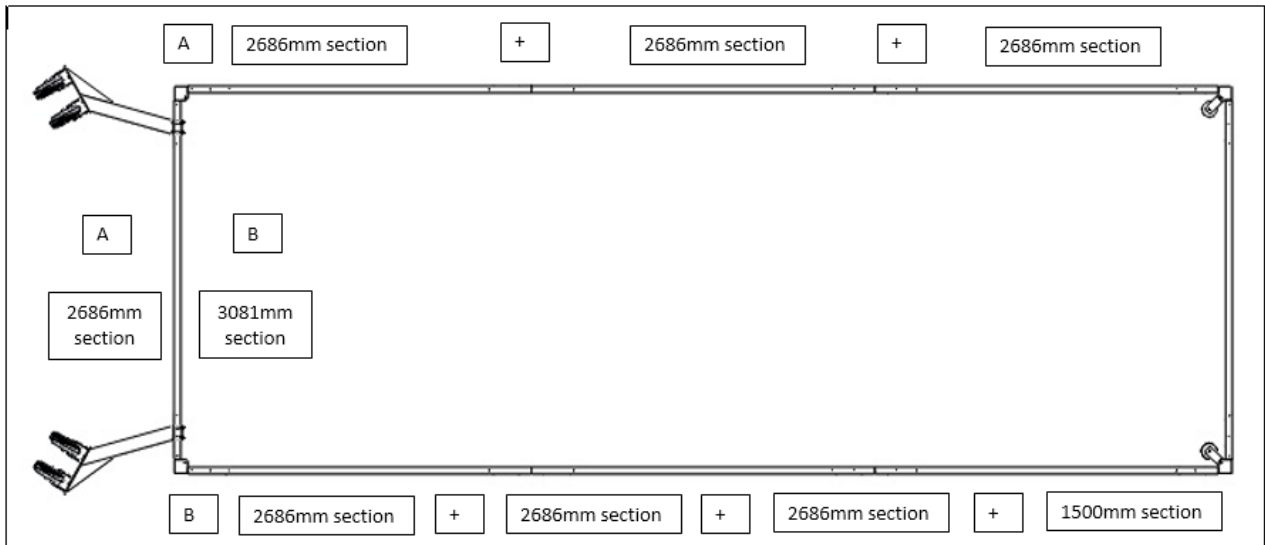 A 2686mm section + 2686mm section + 2686mm section
A B
2686mm section
3081mm section
B 2686mm section + 2686mm section + 2686mm section + 1500mm section